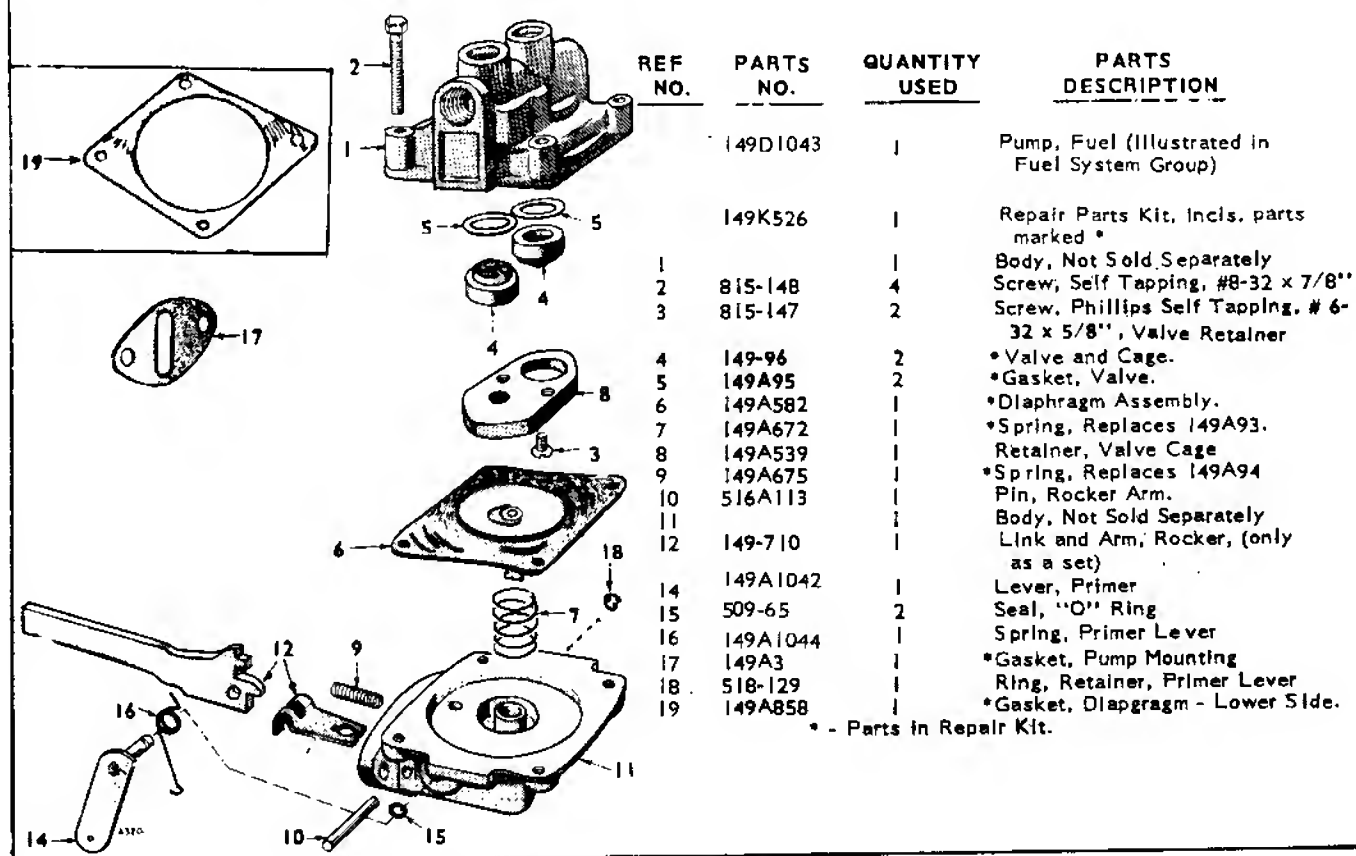 REF PARTS QUANTITY PARTS
NO. NO. USED DESCRIPTION
149D1043 1 Pump, Fuel (Illustrated in
Fuel System Group)
149K526 1 Repair Parts Kit, Incls. parts
marked *
1 1 Body, Not Sold Separately
2 815-148 4 Screw, Self Tapping, #8-32 x 7/8"
3 815-147 2 Screw, Phillips Self Tapping, # 6-
32 x 5/8", Valve Retainer
4 149-96 2 *Valve and Cage.
5 149A95 2 *Gasket, Valve.
6 149A582 1 *Diaphragm Assembly.
7 149A672 1 *Spring, Replaces 149A93.
8 149A539 1 Retainer, Valve Cage
9 149A675 1 *Spring, Replaces 149A94
10 516A113 1 Pin, Rocker Arm.
11 1 Body, Not Sold Separately
12 149-710 1 Link and Arm, Rocker, (only
as a set)
14 149A1042 1 Lever, Primer
15 509-65 2 Seal, "O" Ring
16 149A1044 1 Spring, Primer Lever
17 149A3 1 *Gasket, Pump Mounting
18 518-129 1 Ring, Retainer, Primer Lever
19 149A858 1 *Gasket, Diapgragm - Lower Side.
* - Parts in Repair Kit.
2
1
19
5 5
4
17
4
8
3
6
18
7
12 9
16
11
14
10 15